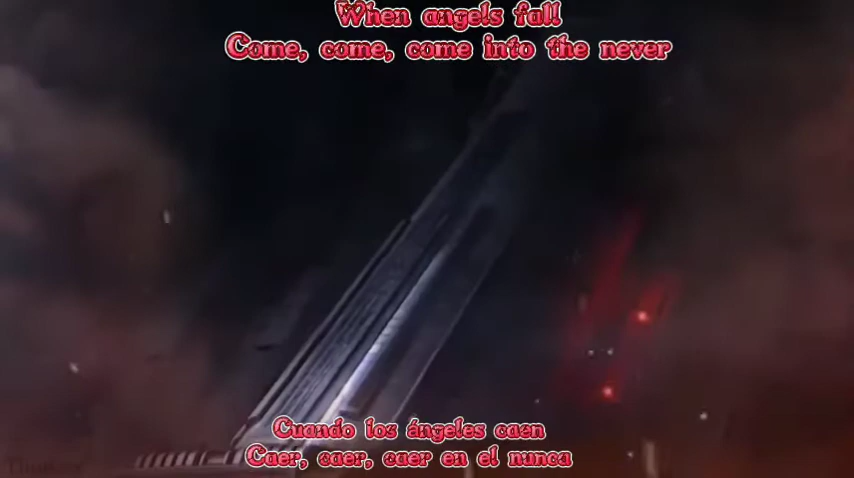 When angels fall
Come, come, come into the never
Cuando los ángeles caen
Caer, caer, caer en el nunca